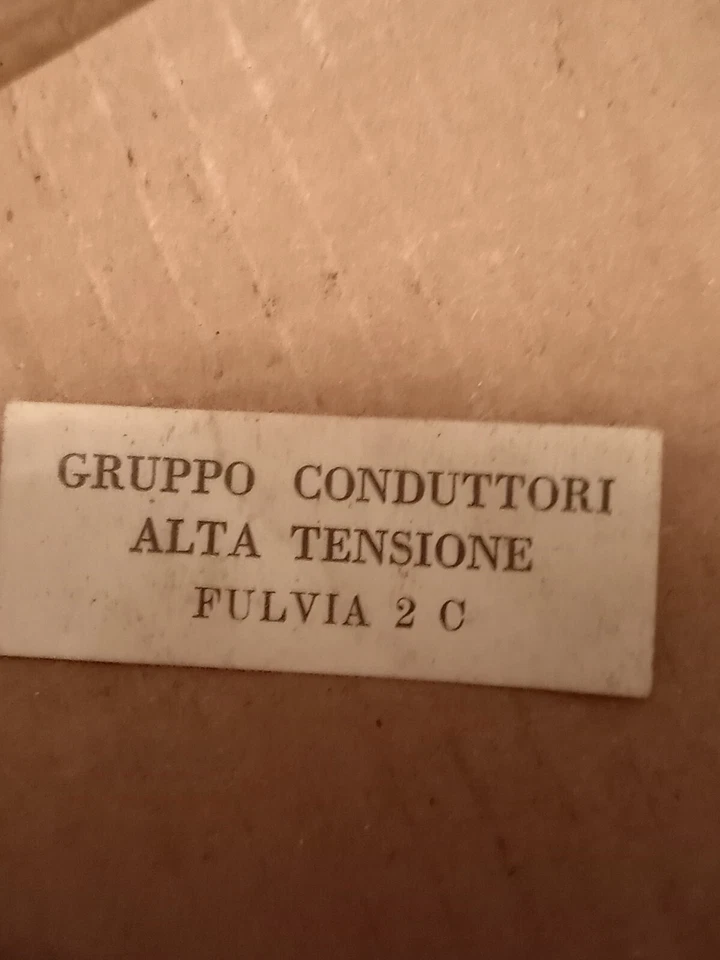 GRUPPO CONDUTTORI
ALTA TENSIONE
FULVIA 2 C